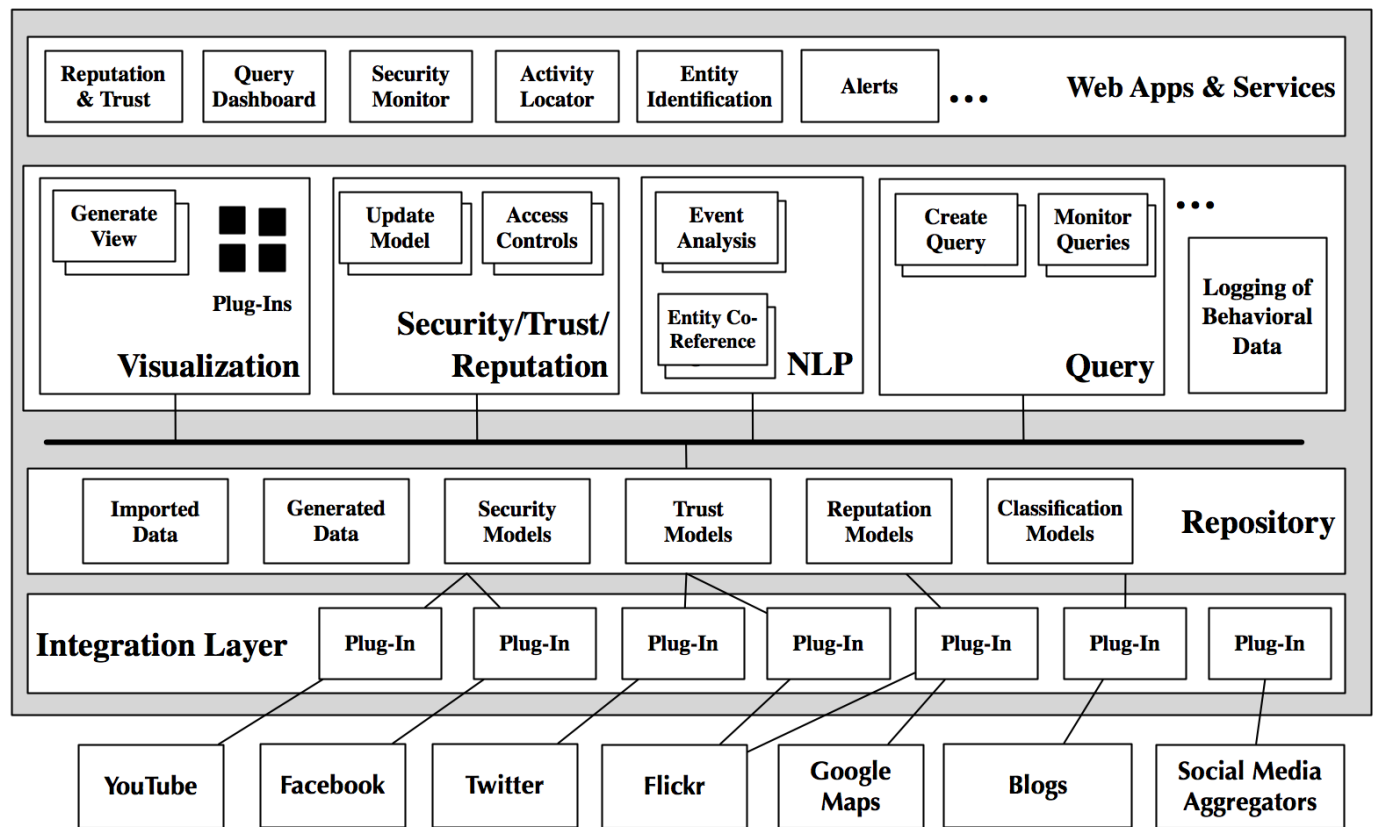 Reputation
& Trust
Query
Dashboard
Security
Monitor
Activity
Locator
Entity
Identification
Alerts
...
Web Apps & Services
Generate
View
Plug-Ins
Visualization
Update
Model
Access
Controls
Security/Trust/
Reputation
Event
Analysis
Entity Co-
Reference
NLP
Create
Query
Monitor
Queries
Query
...
Logging of
Behavioral
Data
Imported
Data
Generated
Data
Security
Models
Trust
Models
Reputation
Models
Classification
Models
Repository
Integration Layer
Plug-In
Plug-In
Plug-In
Plug-In
Plug-In
Plug-In
Plug-In
YouTube
Facebook
Twitter
Flickr
Google
Maps
Blogs
Social Media
Aggregators